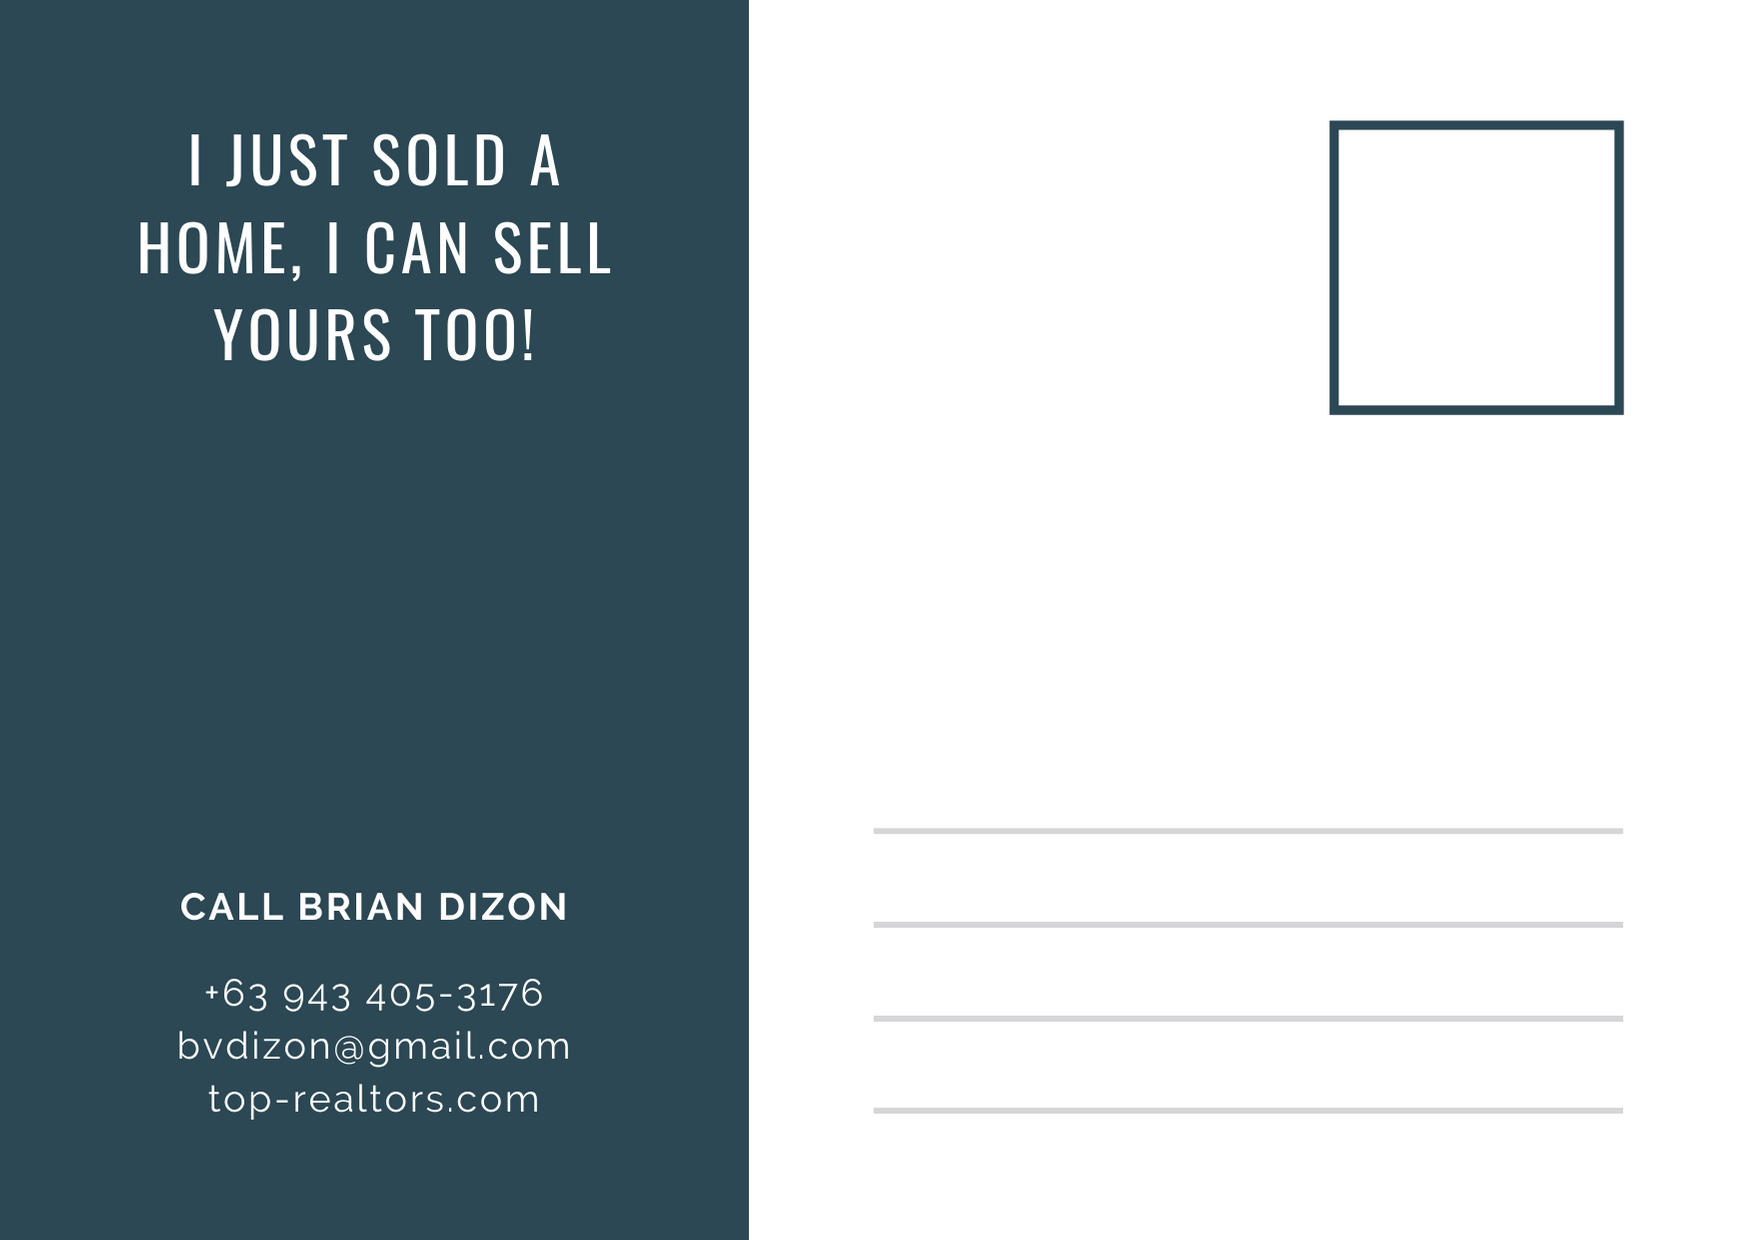 I JUST SOLD A
HOME, I CAN SELL
YOURS TOO!
CALL BRIAN DIZON
+63 943 405-3176
bvdizon@gmail.com
top-realtors.com